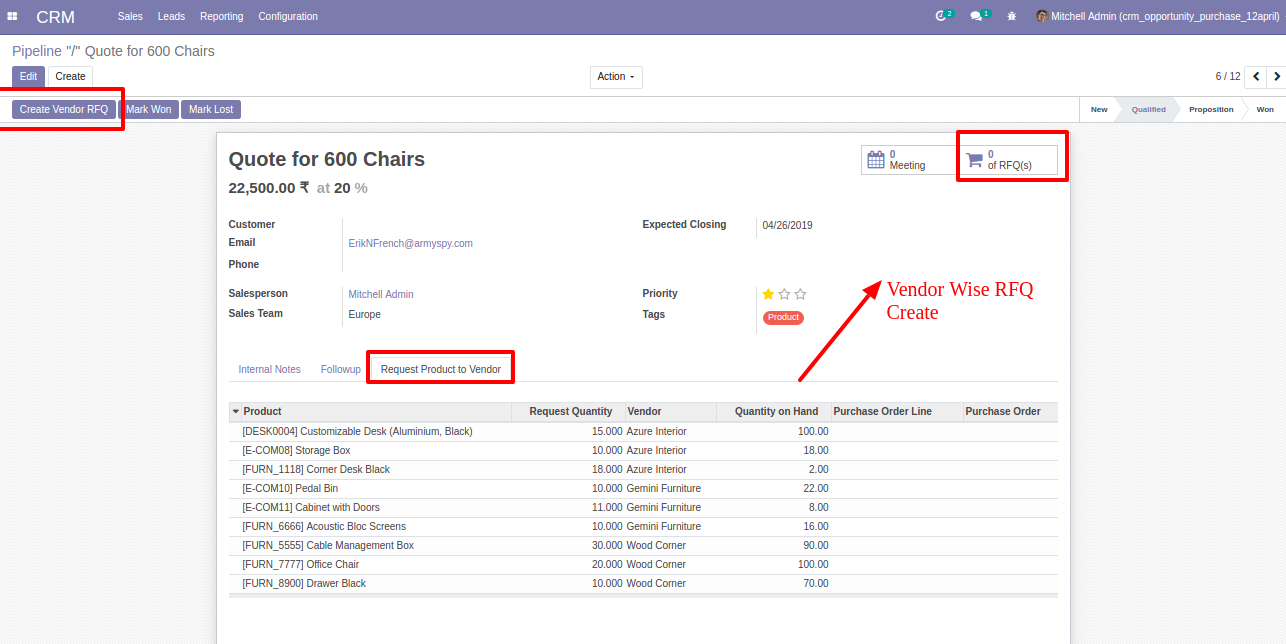 CRM Sales Leads Reporting Configuration 2 1 Mitchell Admin (crm_opportunity_purchase_12april)
Pipeline "/" Quote for 600 Chairs
Edit Create Action 6 / 12
Create Vendor RFQ Mark Won Mark Lost New Qualified Proposition Won
Quote for 600 Chairs
0 Meeting
0 of RFQ(s)
22,500.00 ₹ at 20 %
Customer
Email ErikNFrench@armyspy.com
Phone
Expected Closing 04/26/2019
Salesperson Mitchell Admin
Sales Team Europe
Priority
Tags Product
Vendor Wise RFQ
Create
Internal Notes Followup Request Product to Vendor
Product Request Quantity Vendor Quantity on Hand Purchase Order Line Purchase Order
[DESK0004] Customizable Desk (Aluminium, Black) 15.000 Azure Interior 100.00
[E-COM08] Storage Box 10.000 Azure Interior 18.00
[FURN_1118] Corner Desk Black 18.000 Azure Interior 2.00
[E-COM10] Pedal Bin 10.000 Gemini Furniture 22.00
[E-COM11] Cabinet with Doors 11.000 Gemini Furniture 8.00
[FURN_6666] Acoustic Bloc Screens 10.000 Gemini Furniture 16.00
[FURN_5555] Cable Management Box 30.000 Wood Corner 90.00
[FURN_7777] Office Chair 20.000 Wood Corner 100.00
[FURN_8900] Drawer Black 10.000 Wood Corner 70.00